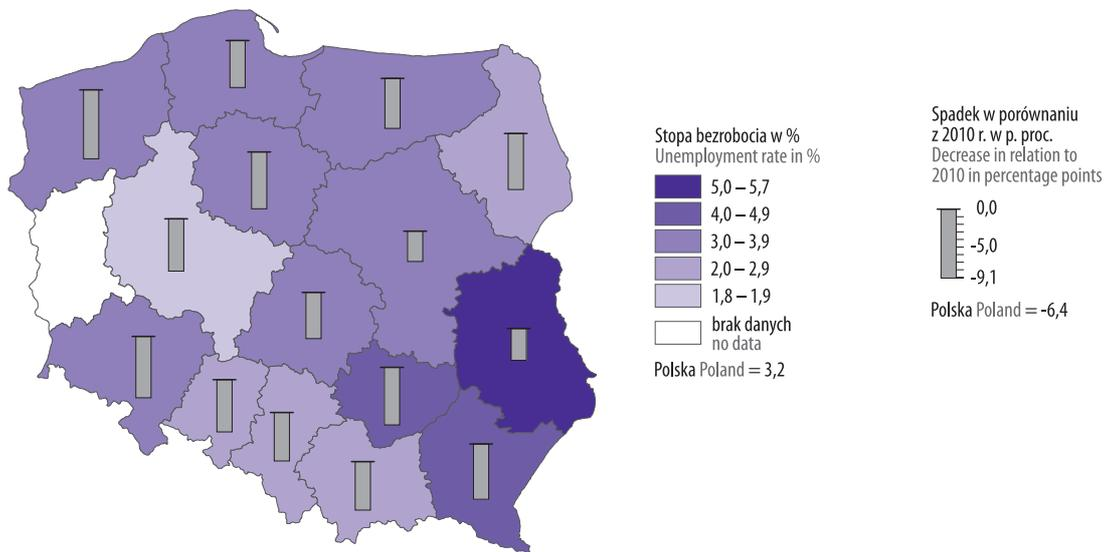 Stopa bezrobocia w %
Unemployment rate in %
5,0 – 5,7
4,0 – 4,9
3,0 – 3,9
2,0 – 2,9
1,8 – 1,9
brak danych
no data
Polska Poland = 3,2
Spadek w porównaniu
z 2010 r. w p. proc.
Decrease in relation to
2010 in percentage points
0,0
-5,0
-9,1
Polska Poland = -6,4